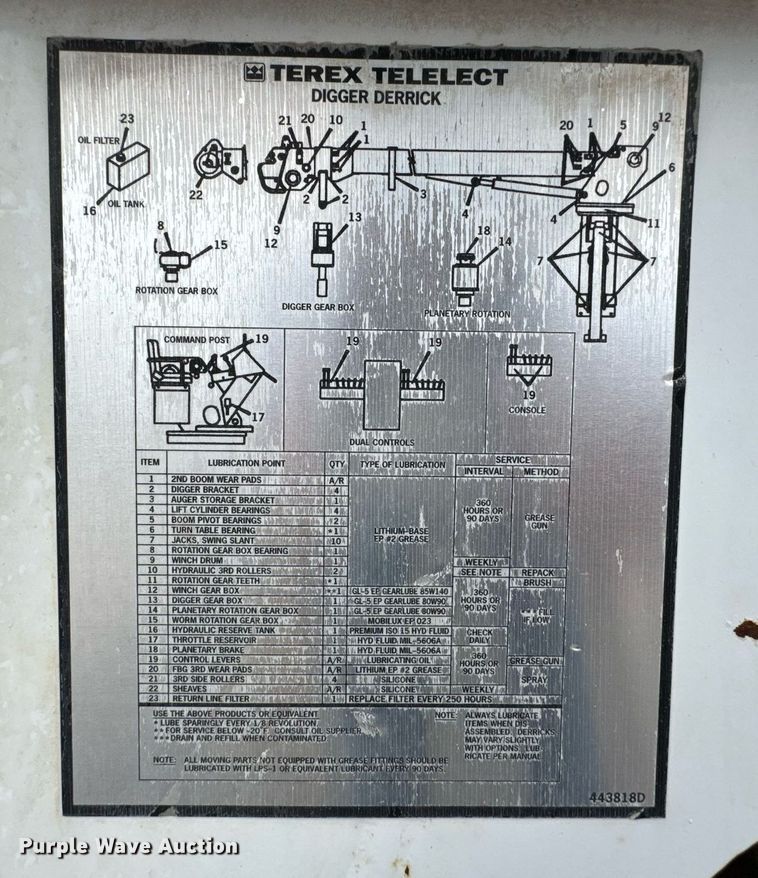 TEREX TELELECT
DIGGER DERRICK
23
OIL FILTER
16
OIL TANK
22
21 20 10 1
1
9
12
2 2
3
4
20 1 5 12
9
6
4
11
7 7
8
15
ROTATION GEAR BOX
13
DIGGER GEAR BOX
18
14
PLANETARY ROTATION
COMMAND POST
19
17
19 19
DUAL CONTROLS
19
CONSOLE
ITEM LUBRICATION POINT QTY TYPE OF LUBRICATION SERVICE
INTERVAL METHOD
1 2ND BOOM WEAR PADS A/R
2 DIGGER BRACKET 4
3 AUGER STORAGE BRACKET 1
4 LIFT CYLINDER BEARINGS 4
5 BOOM PIVOT BEARINGS 2
6 TURN TABLE BEARING *1
7 JACKS, SWING SLANT 10
8 ROTATION GEAR BOX BEARING 1
9 WINCH DRUM 1
10 HYDRAULIC 3RD ROLLERS 2
11 ROTATION GEAR TEETH *1
LITHIUM-BASE
EP #2 GREASE
360
HOURS OR
90 DAYS
GREASE
GUN
WEEKLY
SEE NOTE REPACK
BRUSH
12 WINCH GEAR BOX **1 GL-5 EP GEARLUBE 85W140
13 DIGGER GEAR BOX 1 GL-5 EP GEARLUBE 80W90
14 PLANETARY ROTATION GEAR BOX 1 GL-5 EP GEARLUBE 80W90
15 WORM ROTATION GEAR BOX 1 MOBILUX EP 023
360
HOURS OR
90 DAYS
*** FILL
IF LOW
16 HYDRAULIC RESERVE TANK 1 PREMIUM ISO 15 HYD FLUID
17 THROTTLE RESERVOIR 1 HYD FLUID MIL-5606A
CHECK
DAILY
18 PLANETARY BRAKE 1 HYD FLUID MIL-5606A
19 CONTROL LEVERS A/R LUBRICATING OIL
20 FBG 3RD WEAR PADS A/R LITHIUM EP #2 GREASE
21 3RD SIDE ROLLERS 4 SILICONE
360
HOURS OR
90 DAYS
GREASE GUN
SPRAY
22 SHEAVES A/R SILICONE WEEKLY
23 RETURN LINE FILTER 1 REPLACE FILTER EVERY 250 HOURS
USE THE ABOVE PRODUCTS OR EQUIVALENT
* LUBE SPARINGLY EVERY 1/8 REVOLUTION
** FOR SERVICE BELOW -20°F CONSULT OIL SUPPLIER
*** DRAIN AND REFILL WHEN CONTAMINATED
NOTE: ALWAYS LUBRICATE
ITEMS WHEN DIS
ASSEMBLED. DERRICKS
MAY VARY SLIGHTLY
WITH OPTIONS, LUB
RICATE PER MANUAL
NOTE: ALL MOVING PARTS NOT EQUIPPED WITH GREASE FITTINGS SHOULD BE
LUBRICATED WITH LPS-1 OR EQUIVALENT LUBRICANT EVERY 90 DAYS.
443818D
Purple Wave Auction